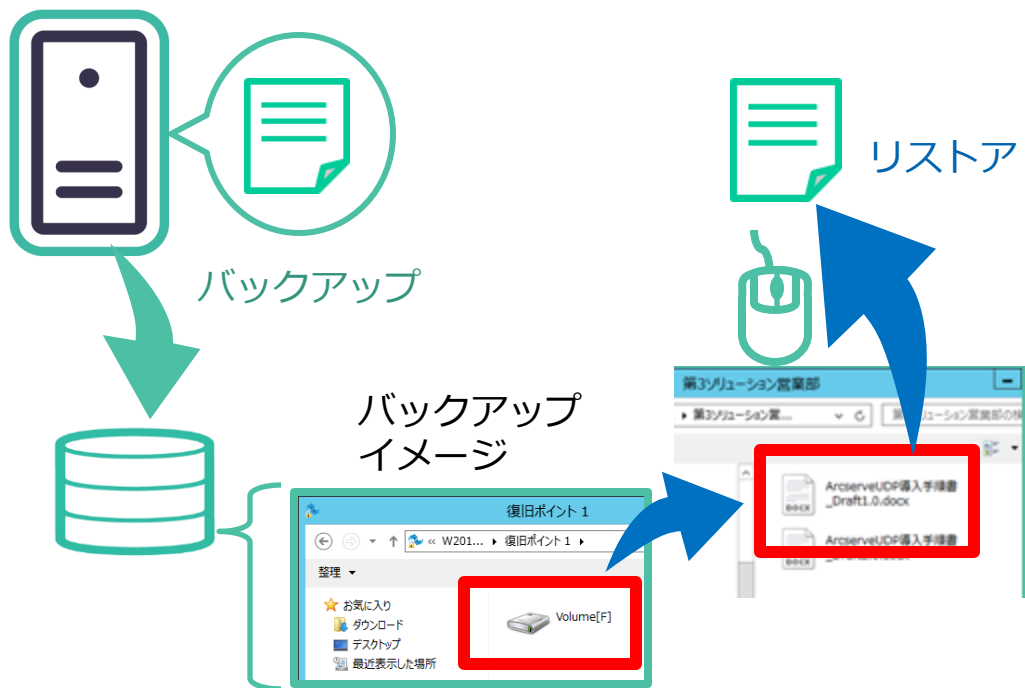 バックアップ
リストア
バックアップ
イメージ
復旧ポイント 1
« W201... ▸ 復旧ポイント 1 ▸
整理
お気に入り
ダウンロード
デスクトップ
最近表示した場所
Volume[F]
第3ソリューション営業部
▸ 第3ソリューション営...
ArcserveUDP導入手順書
_Draft1.0.docx
DOCX
ArcserveUDP導入手順書
DOCX